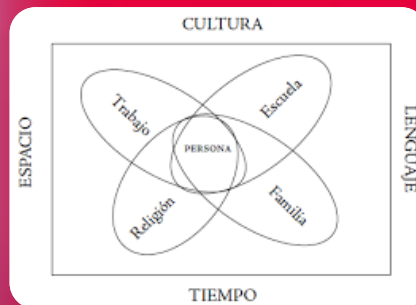 CULTURA
ESPACIO
Trabajo
Escuela
PERSONA
Religión
Familia
LENGUAJE
TIEMPO